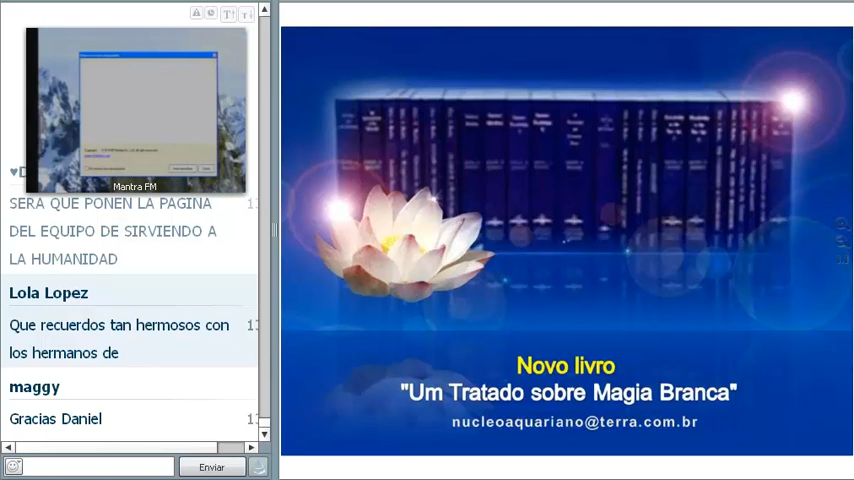 Mantra FM
SERA QUE PONEN LA PAGINA
DEL EQUIPO DE SIRVIENDO A
LA HUMANIDAD
Lola Lopez
Que recuerdos tan hermosos con
los hermanos de
maggy
Gracias Daniel
Enviar
Novo livro
"Um Tratado sobre Magia Branca"
nucleoaquariano@terra.com.br